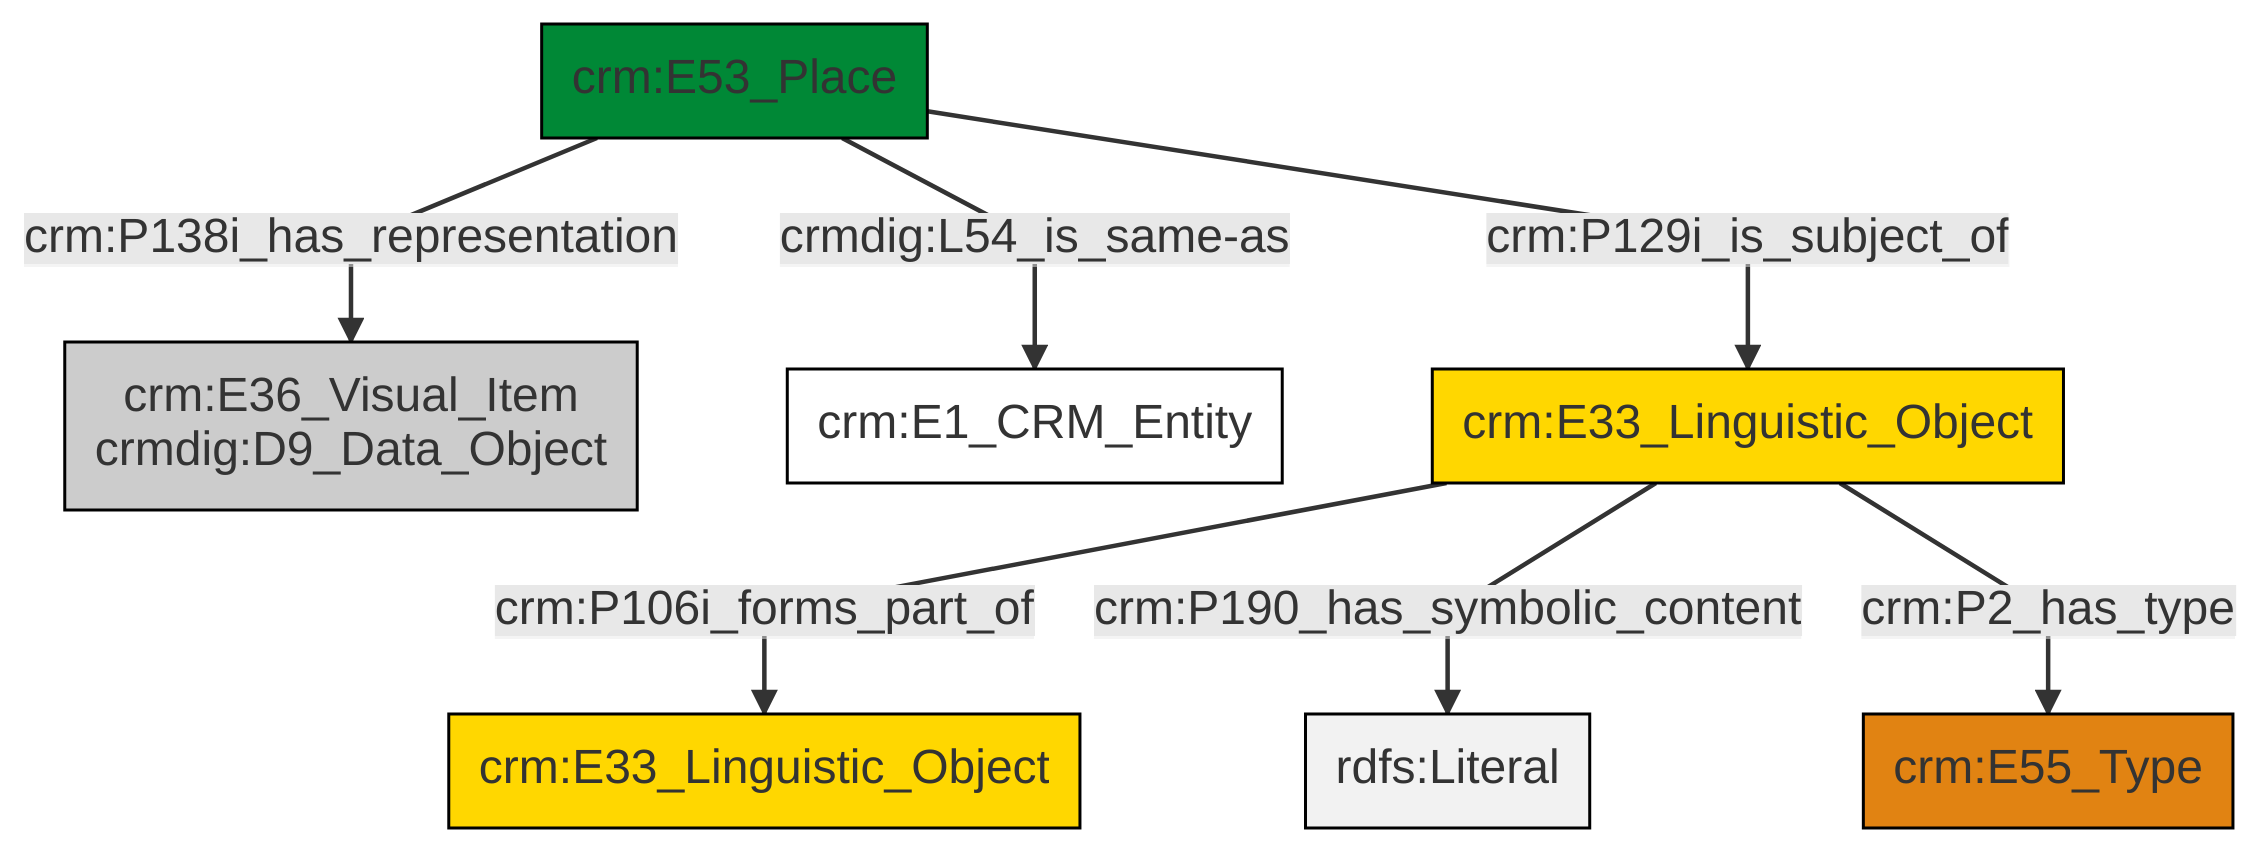 crm:E53_Place
crm:P138i_has_representation
crmdig:L54_is_same-as
crm:P129i_is_subject_of
crm:E36_Visual_Item
crmdig:D9_Data_Object
crm:E1_CRM_Entity
crm:E33_Linguistic_Object
crm:P106i_forms_part_of
crm:P190_has_symbolic_content
crm:P2_has_type
crm:E33_Linguistic_Object
rdfs:Literal
crm:E55_Type